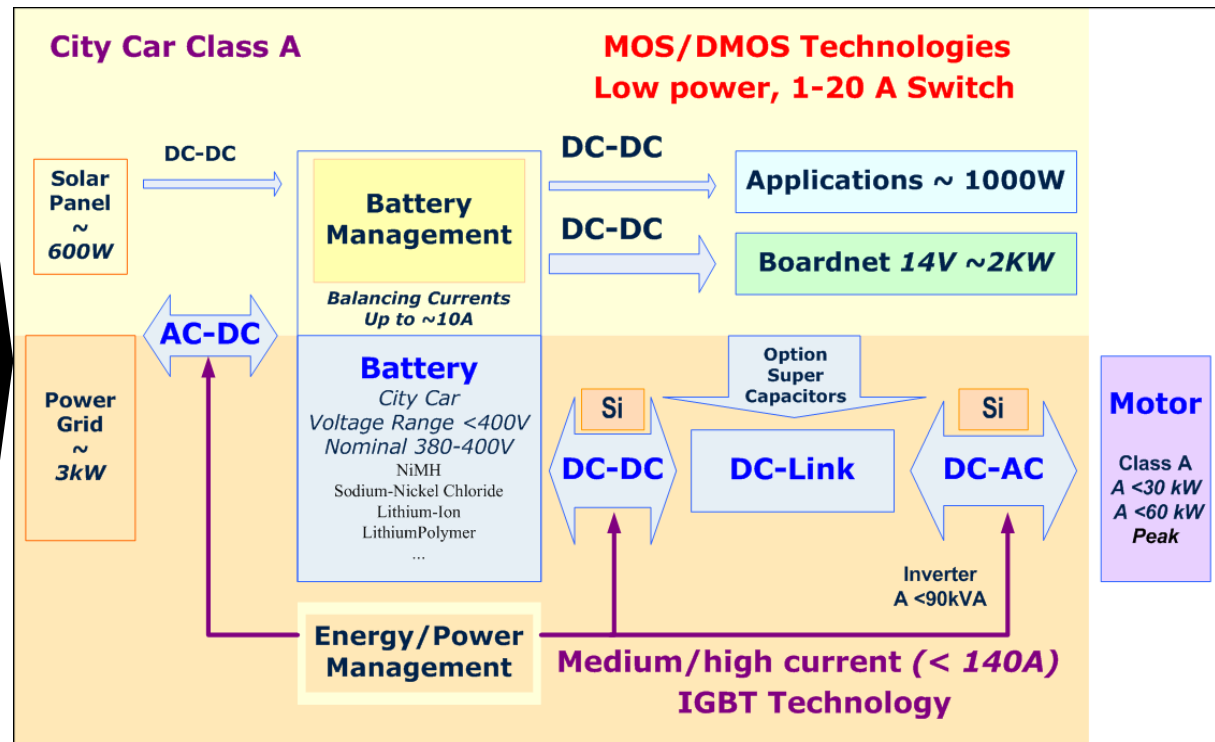 City Car Class A
MOS/DMOS Technologies
Low power, 1-20 A Switch
Solar
Panel
~
600W
DC-DC
Battery
Management
Balancing Currents
Up to ~10A
DC-DC
Applications ~ 1000W
DC-DC
Boardnet 14V ~2KW
AC-DC
Power
Grid
~
3kW
Battery
City Car
Voltage Range <400V
Nominal 380-400V
NiMH
Sodium-Nickel Chloride
Lithium-Ion
LithiumPolymer
...
Si
DC-DC
Option
Super
Capacitors
DC-Link
Si
DC-AC
Motor
Class A
A <30 kW
A <60 kW
Peak
Inverter
A <90kVA
Energy/Power
Management
Medium/high current (< 140A)
IGBT Technology